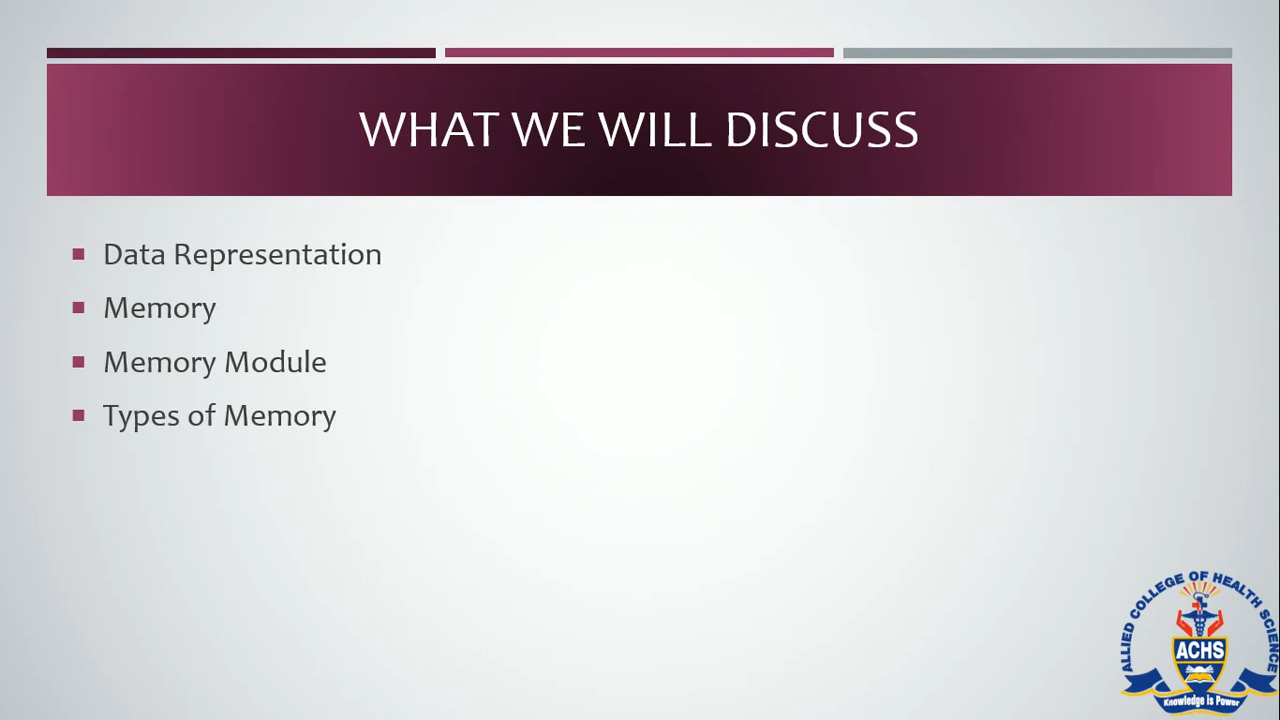 WHAT WE WILL DISCUSS
Data Representation
Memory
Memory Module
Types of Memory
ALLIED COLLEGE OF HEALTH SCIENCE
ACHS
Knowledge is Power